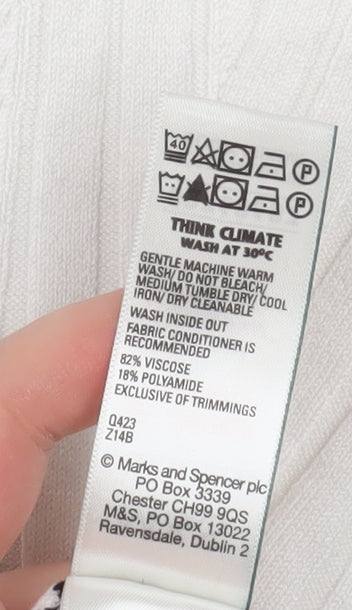 40
P
P
THINK CLIMATE
WASH AT 30ºC
GENTLE MACHINE WARM
WASH/ DO NOT BLEACH/
MEDIUM TUMBLE DRY/ COOL
IRON/ DRY CLEANABLE
WASH INSIDE OUT
FABRIC CONDITIONER IS
RECOMMENDED
82% VISCOSE
18% POLYAMIDE
EXCLUSIVE OF TRIMMINGS
Q423
Z14B
© Marks and Spencer plc
PO Box 3339
Chester CH99 9QS
M&S, PO Box 13022
Ravensdale, Dublin 2